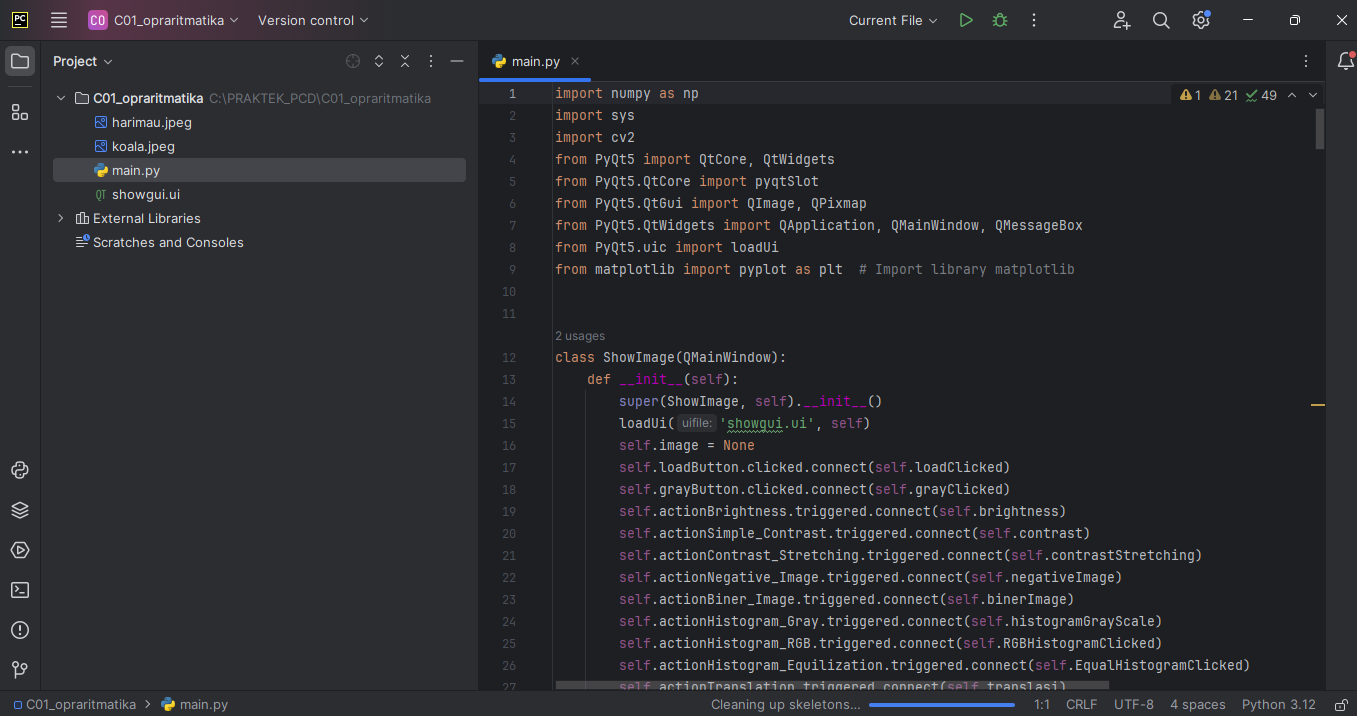 PC
CO C01_opraritmatika Version control Current File
Project
main.py
C01_opraritmatika C:\PRAKTEK_PCD\C01_opraritmatika
harimau.jpeg
koala.jpeg
main.py
QT showgui.ui
External Libraries
Scratches and Consoles
1 21 49
1 import numpy as np
2 import sys
3 import cv2
4 from PyQt5 import QtCore, QtWidgets
5 from PyQt5.QtCore import pyqtSlot
6 from PyQt5.QtGui import QImage, QPixmap
7 from PyQt5.QtWidgets import QApplication, QMainWindow, QMessageBox
8 from PyQt5.uic import loadUi
9 from matplotlib import pyplot as plt  # Import library matplotlib
10
11
2 usages
12 class ShowImage(QMainWindow):
13 def __init__(self):
14 super(ShowImage, self).__init__()
15 loadUi( uifile: 'showgui.ui', self)
16 self.image = None
17 self.loadButton.clicked.connect(self.loadClicked)
18 self.grayButton.clicked.connect(self.grayClicked)
19 self.actionBrightness.triggered.connect(self.brightness)
20 self.actionSimple_Contrast.triggered.connect(self.contrast)
21 self.actionContrast_Stretching.triggered.connect(self.contrastStretching)
22 self.actionNegative_Image.triggered.connect(self.negativeImage)
23 self.actionBiner_Image.triggered.connect(self.binerImage)
24 self.actionHistogram_Gray.triggered.connect(self.histogramGrayScale)
25 self.actionHistogram_RGB.triggered.connect(self.RGBHistogramClicked)
26 self.actionHistogram_Equilization.triggered.connect(self.EqualHistogramClicked)
27 self.actionTranslation.triggered.connect(self.translasi)
C01_opraritmatika main.py Cleaning up skeletons... 1:1 CRLF UTF-8 4 spaces Python 3.12